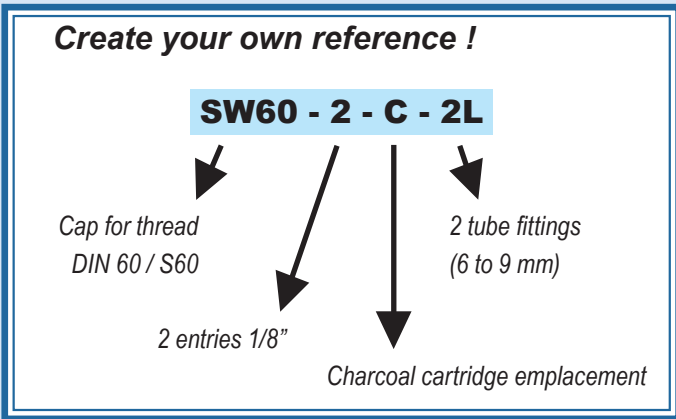 Create your own reference !
SW60 - 2 - C - 2L
Cap for thread
DIN 60 / S60
2 tube fittings
(6 to 9 mm)
2 entries 1/8”
Charcoal cartridge emplacement